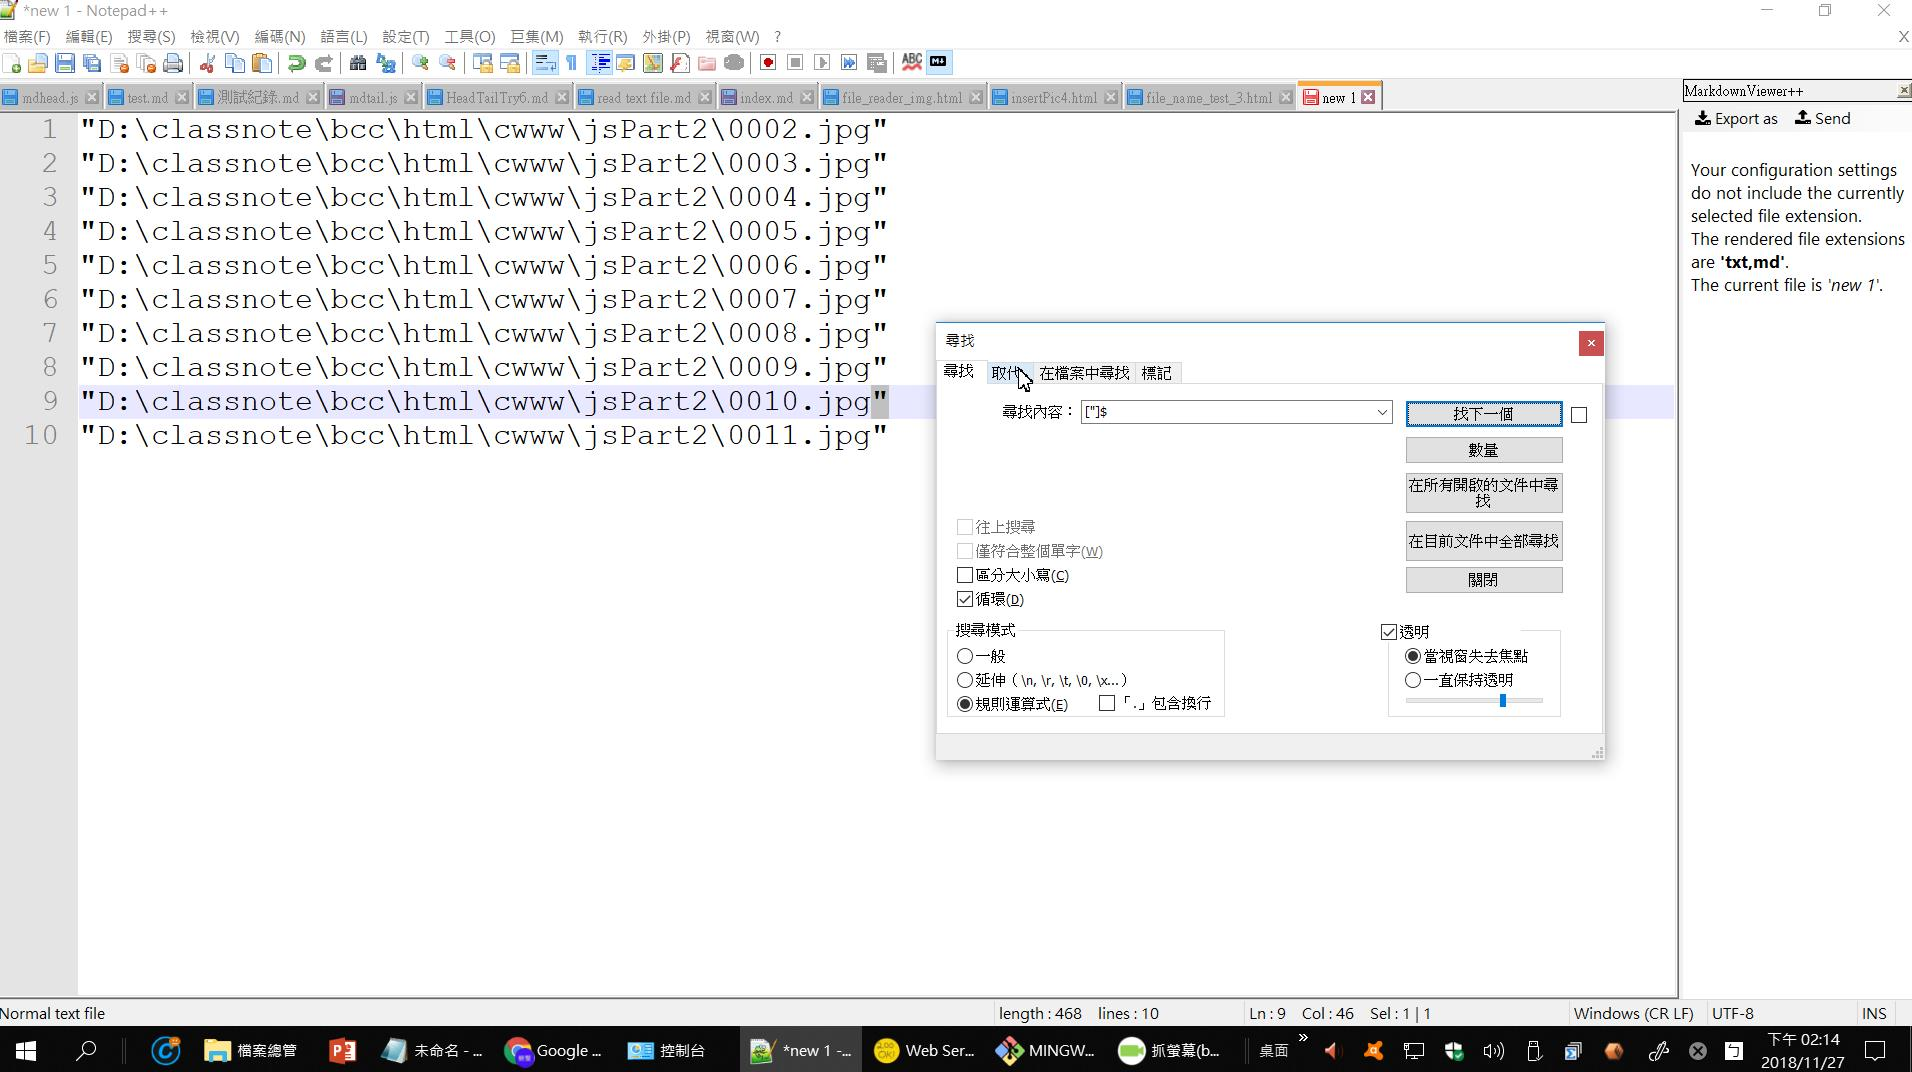 *new 1 - Notepad++
檔案(F) 編輯(E) 搜尋(S) 檢視(V) 編碼(N) 語言(L) 設定(T) 工具(O) 巨集(M) 執行(R) 外掛(P) 視窗(W) ? X
ABC
mdhead.js test.md 測試紀錄.md mdtail.js HeadTailTry6.md read text file.md index.md file_reader_img.html insertPic4.html file_name_test_3.html new 1
MarkdownViewer++
Export as Send
1 "D:\classnote\bcc\html\cwww\jsPart2\0002.jpg"
2 "D:\classnote\bcc\html\cwww\jsPart2\0003.jpg"
3 "D:\classnote\bcc\html\cwww\jsPart2\0004.jpg"
4 "D:\classnote\bcc\html\cwww\jsPart2\0005.jpg"
5 "D:\classnote\bcc\html\cwww\jsPart2\0006.jpg"
6 "D:\classnote\bcc\html\cwww\jsPart2\0007.jpg"
7 "D:\classnote\bcc\html\cwww\jsPart2\0008.jpg"
8 "D:\classnote\bcc\html\cwww\jsPart2\0009.jpg"
9 "D:\classnote\bcc\html\cwww\jsPart2\0010.jpg"
10 "D:\classnote\bcc\html\cwww\jsPart2\0011.jpg"
Your configuration settings
do not include the currently
selected file extension.
The rendered file extensions
are 'txt,md'.
The current file is 'new 1'.
尋找
尋找 取代 在檔案中尋找 標記
尋找內容： ["]$
找下一個
數量
在所有開啟的文件中尋
找
在目前文件中全部尋找
關閉
往上搜尋
僅符合整個單字(W)
區分大小寫(C)
循環(D)
搜尋模式
一般
延伸（\n, \r, \t, \0, \x...）
規則運算式(E) 「.」包含換行
透明
當視窗失去焦點
一直保持透明
Normal text file length : 468 lines : 10 Ln : 9 Col : 46 Sel : 1 | 1 Windows (CR LF) UTF-8 INS
檔案總管 未命名 - ... Google ... 控制台 *new 1 -... Web Ser... MINGW... 抓螢幕(b... 桌面 » ㄅ
下午 02:14
2018/11/27